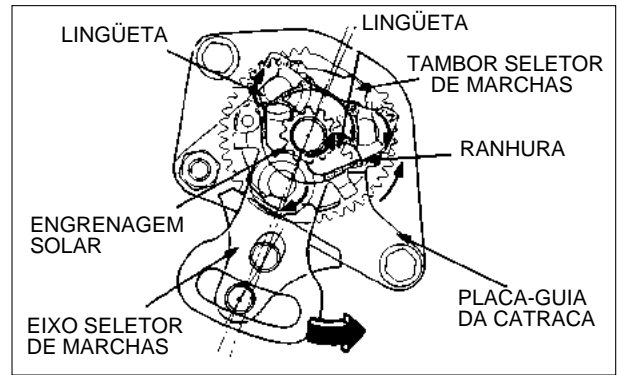 LINGÜETA
LINGÜETA
TAMBOR SELETOR
DE MARCHAS
RANHURA
ENGRENAGEM
SOLAR
PLACA-GUIA
DA CATRACA
EIXO SELETOR
DE MARCHAS